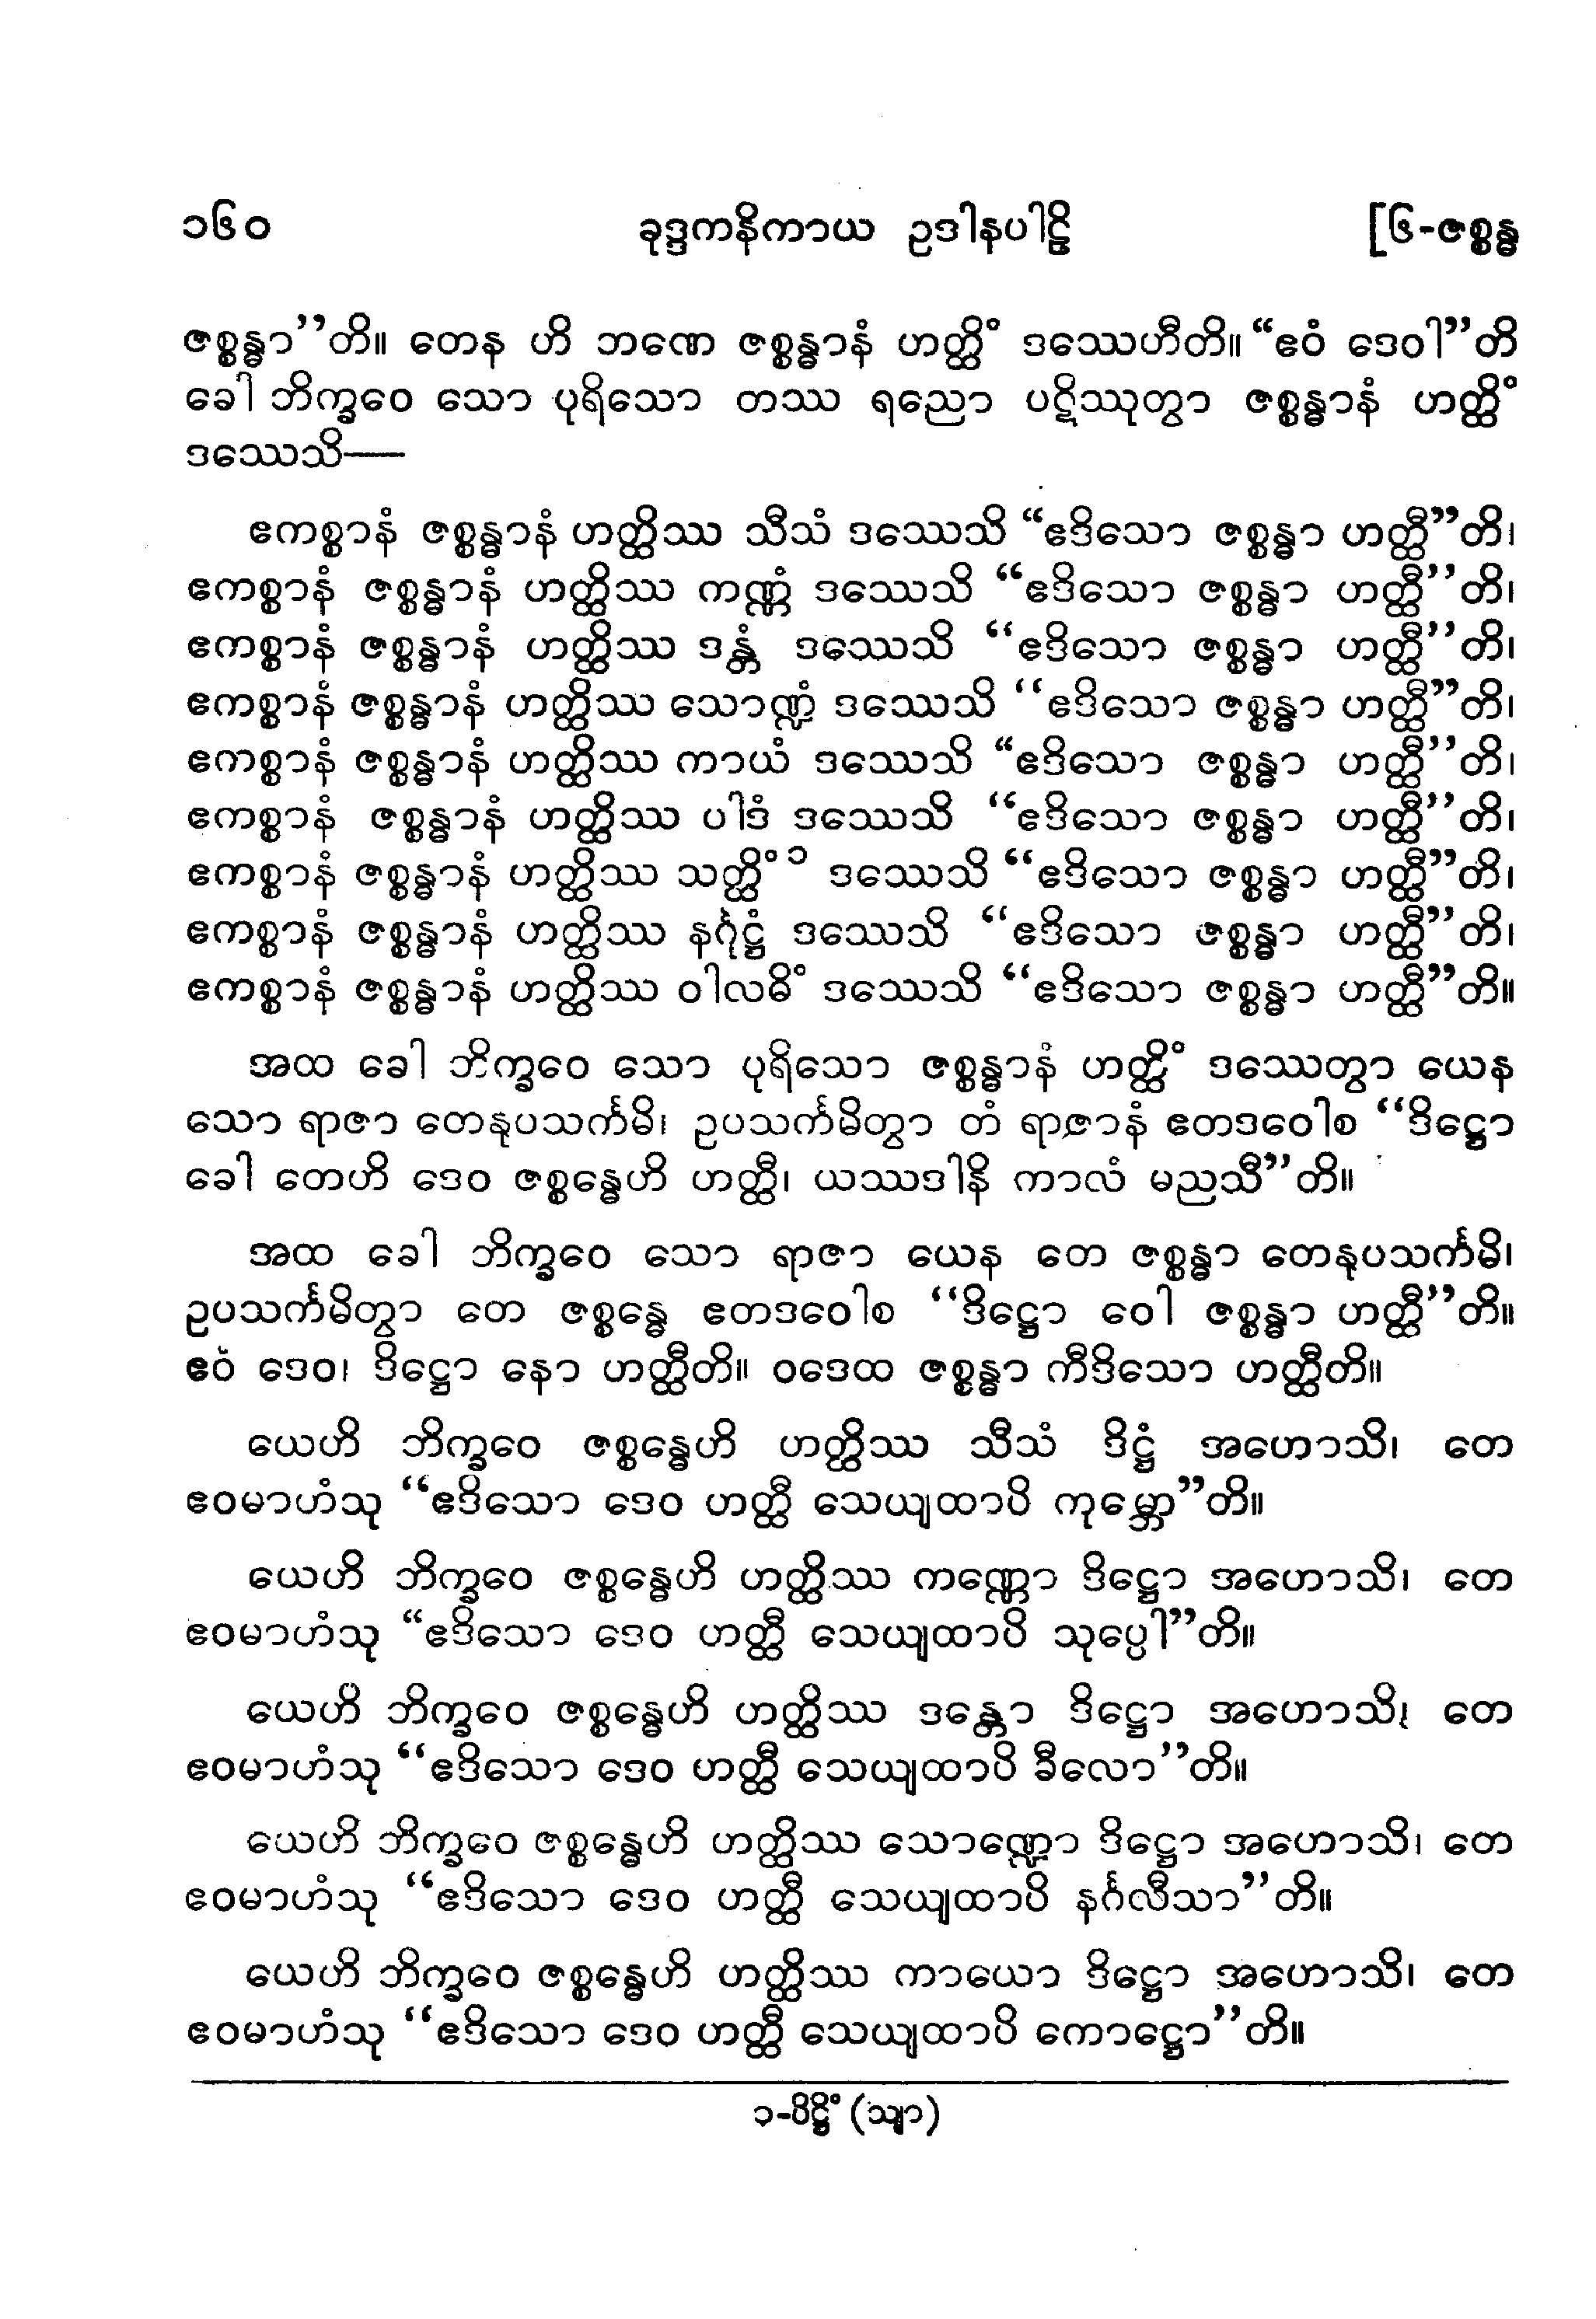 ၁၆၀ ခုဒ္ဒကနိကာယ ဥဒါနပါဠိ [၆-ဇစ္စန္ဓ
ဇစ္စန္ဓာ’’တိ။ တေန ဟိ ဘဏေ ဇစ္စန္ဓာနံ ဟတ္ထိံ ဒဿေဟီတိ။ “ဧဝံ ဒေဝါ”တိ
ခေါ ဘိက္ခဝေ သော ပုရိသော တဿ ရညော ပဋိဿုတွာ ဇစ္စန္ဓာနံ ဟတ္ထိံ
ဒဿေသိ—
ဧကစ္စာနံ ဇစ္စန္ဓာနံ ဟတ္ထိဿ သီသံ ဒဿေသိ “ဧဒိသော ဇစ္စန္ဓာ ဟတ္ထီ”တိ၊
ဧကစ္စာနံ ဇစ္စန္ဓာနံ ဟတ္ထိဿ ကဏ္ဏံ ဒဿေသိ “ဧဒိသော ဇစ္စန္ဓာ ဟတ္ထီ’’တိ၊
ဧကစ္စာနံ ဇစ္စန္ဓာနံ ဟတ္ထိဿ ဒန္တံ ဒဿေသိ ‘‘ဧဒိသော ဇစ္စန္ဓာ ဟတ္ထီ’’တိ၊
ဧကစ္စာနံ ဇစ္စန္ဓာနံ ဟတ္ထိဿ သောဏ္ဍံ ဒဿေသိ ‘‘ဧဒိသော ဇစ္စန္ဓာ ဟတ္ထီ”တိ၊
ဧကစ္စာနံ ဇစ္စန္ဓာနံ ဟတ္ထိဿ ကာယံ ဒဿေသိ “ဧဒိသော ဇစ္စန္ဓာ ဟတ္ထီ’’တိ၊
ဧကစ္စာနံ ဇစ္စန္ဓာနံ ဟတ္ထိဿ ပါဒံ ဒဿေသိ ‘‘ဧဒိသော ဇစ္စန္ဓာ ဟတ္ထီ’’တိ၊
ဧကစ္စာနံ ဇစ္စန္ဓာနံ ဟတ္ထိဿ သတ္ထိံ ၁ ဒဿေသိ ‘‘ဧဒိသော ဇစ္စန္ဓာ ဟတ္ထီ”တိ၊
ဧကစ္စာနံ ဇစ္စန္ဓာနံ ဟတ္ထိဿ နင်္ဂုဋ္ဌံ ဒဿေသိ ‘‘ဧဒိသော ဇစ္စန္ဓာ ဟတ္ထီ’’တိ၊
ဧကစ္စာနံ ဇစ္စန္ဓာနံ ဟတ္ထိဿ ဝါလဓိံ ဒဿေသိ ‘‘ဧဒိသော ဇစ္စန္ဓာ ဟတ္ထီ”တိ။
အထ ခေါ ဘိက္ခဝေ သော ပုရိသော ဇစ္စန္ဓာနံ ဟတ္ထိံ ဒဿေတွာ ယေန
သော ရာဇာ တေနုပသင်္ကမိ၊ ဥပသင်္ကမိတွာ တံ ရာဇာနံ ဧတဒဝေါစ ‘‘ဒိဋ္ဌော
ခေါ တေဟိ ဒေဝ ဇစ္စန္ဓေဟိ ဟတ္ထီ၊ ယဿဒါနိ ကာလံ မညသီ”တိ။
အထ ခေါ ဘိက္ခဝေ သော ရာဇာ ယေန တေ ဇစ္စန္ဓာ တေနုပသင်္ကမိ၊
ဥပသင်္ကမိတွာ တေ ဇစ္စန္ဓေ ဧတဒဝေါစ ‘‘ဒိဋ္ဌော ဝေါ ဇစ္စန္ဓာ ဟတ္ထီ’’တိ။
ဧဝံ ဒေဝ၊ ဒိဋ္ဌော နော ဟတ္ထီတိ။ ဝဒေထ ဇစ္စန္ဓာ ကီဒိသော ဟတ္ထီတိ။
ယေဟိ ဘိက္ခဝေ ဇစ္စန္ဓေဟိ ဟတ္ထိဿ သီသံ ဒိဋ္ဌံ အဟောသိ၊ တေ
ဧဝမာဟံသု ‘‘ဧဒိသော ဒေဝ ဟတ္ထီ သေယျထာပိ ကုမ္ဘော”တိ။
ယေဟိ ဘိက္ခဝေ ဇစ္စန္ဓေဟိ ဟတ္ထိဿ ကဏ္ဏော ဒိဋ္ဌော အဟောသိ၊ တေ
ဧဝမာဟံသု “ဧဒိသော ဒေဝ ဟတ္ထီ သေယျထာပိ သုပ္ပေါ”တိ။
ယေဟိ ဘိက္ခဝေ ဇစ္စန္ဓေဟိ ဟတ္ထိဿ ဒန္တော ဒိဋ္ဌော အဟောသိ၊ တေ
ဧဝမာဟံသု ‘‘ဧဒိသော ဒေဝ ဟတ္ထီ သေယျထာပိ ခီလော’’တိ။
ယေဟိ ဘိက္ခဝေ ဇစ္စန္ဓေဟိ ဟတ္ထိဿ သောဏ္ဍော ဒိဋ္ဌော အဟောသိ၊ တေ
ဧဝမာဟံသု ‘‘ဧဒိသော ဒေဝ ဟတ္ထီ သေယျထာပိ နင်္ဂလီသာ’’တိ။
ယေဟိ ဘိက္ခဝေ ဇစ္စန္ဓေဟိ ဟတ္ထိဿ ကာယော ဒိဋ္ဌော အဟောသိ၊ တေ
ဧဝမာဟံသု ‘‘ဧဒိသော ဒေဝ ဟတ္ထီ သေယျထာပိ ကောဋ္ဌော’’တိ။
၁-ပိဋ္ဌိံ (သျာ)